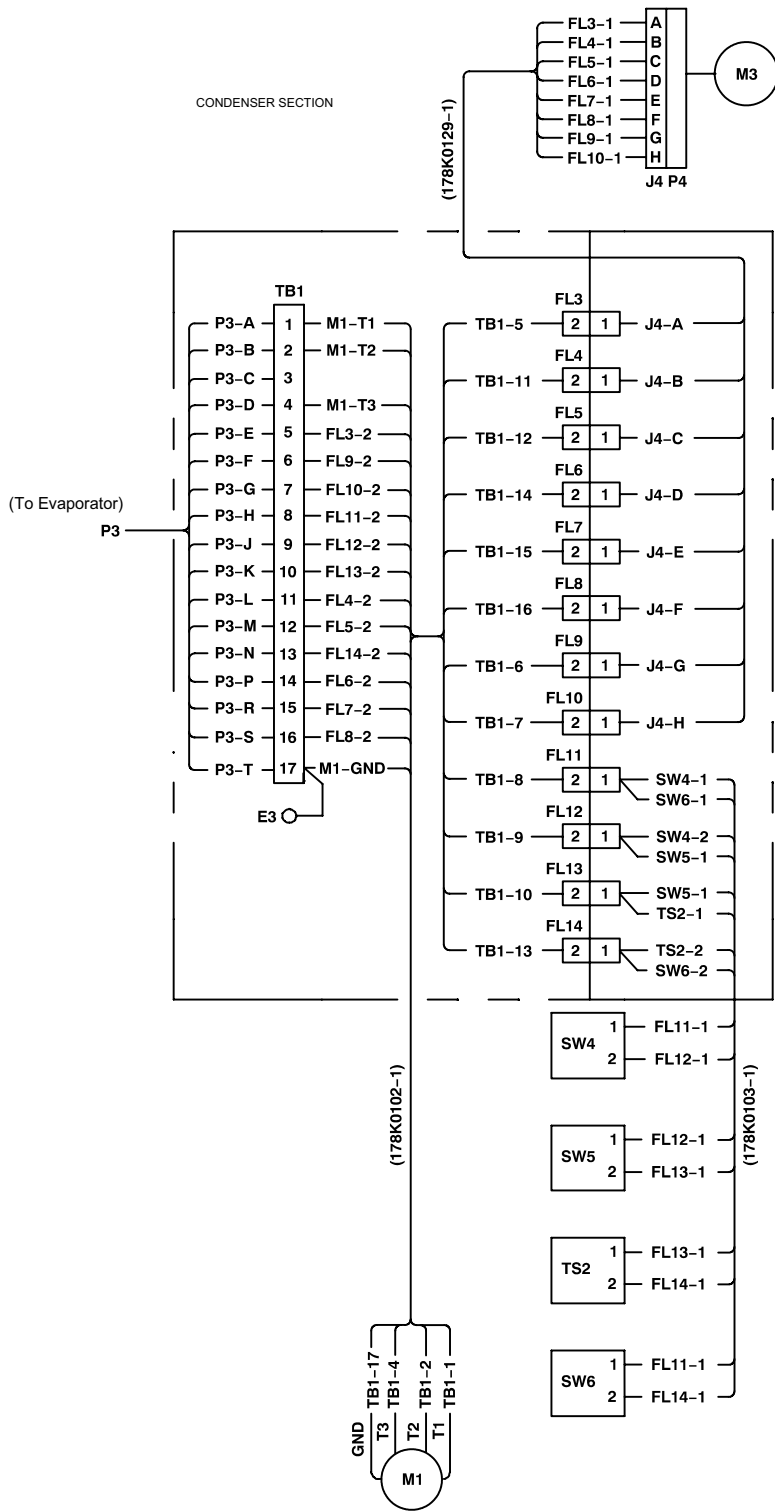 CONDENSER SECTION
FL3-1 A
FL4-1 B
FL5-1 C
FL6-1 D
FL7-1 E
FL8-1 F
FL9-1 G
FL10-1 H
J4 P4
M3
(178K0129-1)
TB1
P3-A 1 M1-T1
P3-B 2 M1-T2
P3-C 3
P3-D 4 M1-T3
P3-E 5 FL3-2
P3-F 6 FL9-2
P3-G 7 FL10-2
P3-H 8 FL11-2
P3-J 9 FL12-2
P3-K 10 FL13-2
P3-L 11 FL4-2
P3-M 12 FL5-2
P3-N 13 FL14-2
P3-P 14 FL6-2
P3-R 15 FL7-2
P3-S 16 FL8-2
P3-T 17 M1-GND
E3
(To Evaporator)
P3
FL3
TB1-5 2 1 J4-A
FL4
TB1-11 2 1 J4-B
FL5
TB1-12 2 1 J4-C
FL6
TB1-14 2 1 J4-D
FL7
TB1-15 2 1 J4-E
FL8
TB1-16 2 1 J4-F
FL9
TB1-6 2 1 J4-G
FL10
TB1-7 2 1 J4-H
FL11
TB1-8 2 1 SW4-1
SW6-1
FL12
TB1-9 2 1 SW4-2
SW5-1
FL13
TB1-10 2 1 SW5-1
TS2-1
FL14
TB1-13 2 1 TS2-2
SW6-2
SW4
1 FL11-1
2 FL12-1
SW5
1 FL12-1
2 FL13-1
TS2
1 FL13-1
2 FL14-1
SW6
1 FL11-1
2 FL14-1
(178K0102-1)
(178K0103-1)
GND TB1-17
T3 TB1-4
T2 TB1-2
T1 TB1-1
M1